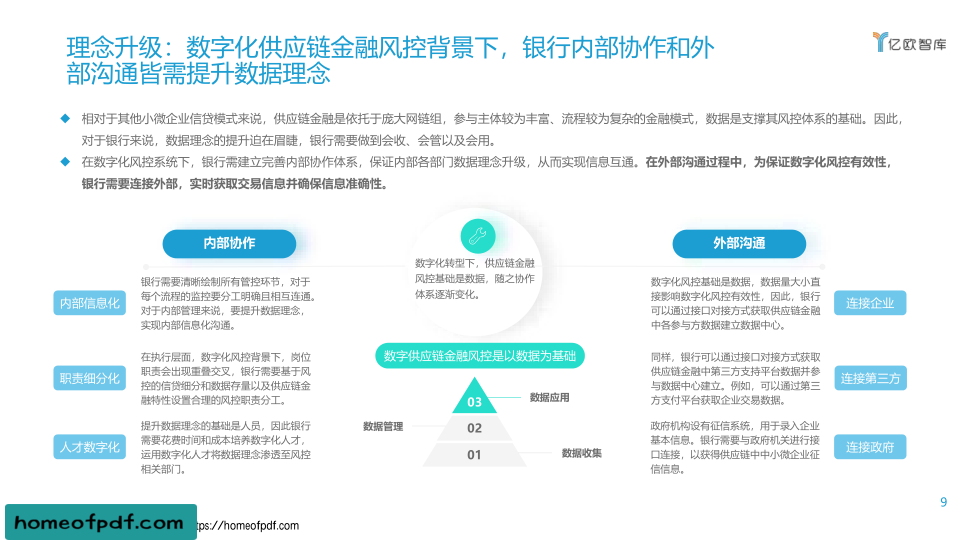 理念升级：数字化供应链金融风控背景下，银行内部协作和外
部沟通皆需提升数据理念
亿欧智库
相对于其他小微企业信贷模式来说，供应链金融是依托于庞大网链组，参与主体较为丰富、流程较为复杂的金融模式，数据是支撑其风控体系的基础。因此，
对于银行来说，数据理念的提升迫在眉睫，银行需要做到会收、会管以及会用。
在数字化风控系统下，银行需建立完善内部协作体系，保证内部各部门数据理念升级，从而实现信息互通。在外部沟通过程中，为保证数字化风控有效性，
银行需要连接外部，实时获取交易信息并确保信息准确性。
内部协作
内部信息化
银行需要清晰绘制所有管控环节，对于
每个流程的监控要分工明确且相互连通。
对于内部管理来说，要提升数据理念，
实现内部信息化沟通。
职责细分化
在执行层面，数字化风控背景下，岗位
职责会出现重叠交叉，银行需要基于风
控的信贷细分和数据存量以及供应链金
融特性设置合理的风控职责分工。
人才数字化
提升数据理念的基础是人员，因此银行
需要花费时间和成本培养数字化人才，
运用数字化人才将数据理念渗透至风控
相关部门。
数字化转型下，供应链金融
风控基础是数据，随之协作
体系逐渐变化。
数字供应链金融风控是以数据为基础
03
数据应用
数据管理
02
01
数据收集
外部沟通
数字化风控基础是数据，数据量大小直
接影响数字化风控有效性，因此，银行
可以通过接口对接方式获取供应链金融
中各参与方数据建立数据中心。
连接企业
同样，银行可以通过接口对接方式获取
供应链金融中第三方支持平台数据并参
与数据中心建立。例如，可以通过第三
方支付平台获取企业交易数据。
连接第三方
政府机构设有征信系统，用于录入企业
基本信息。银行需要与政府机关进行接
口连接，以获得供应链中中小微企业征
信信息。
连接政府
9
homeofpdf.com
ttps://homeofpdf.com